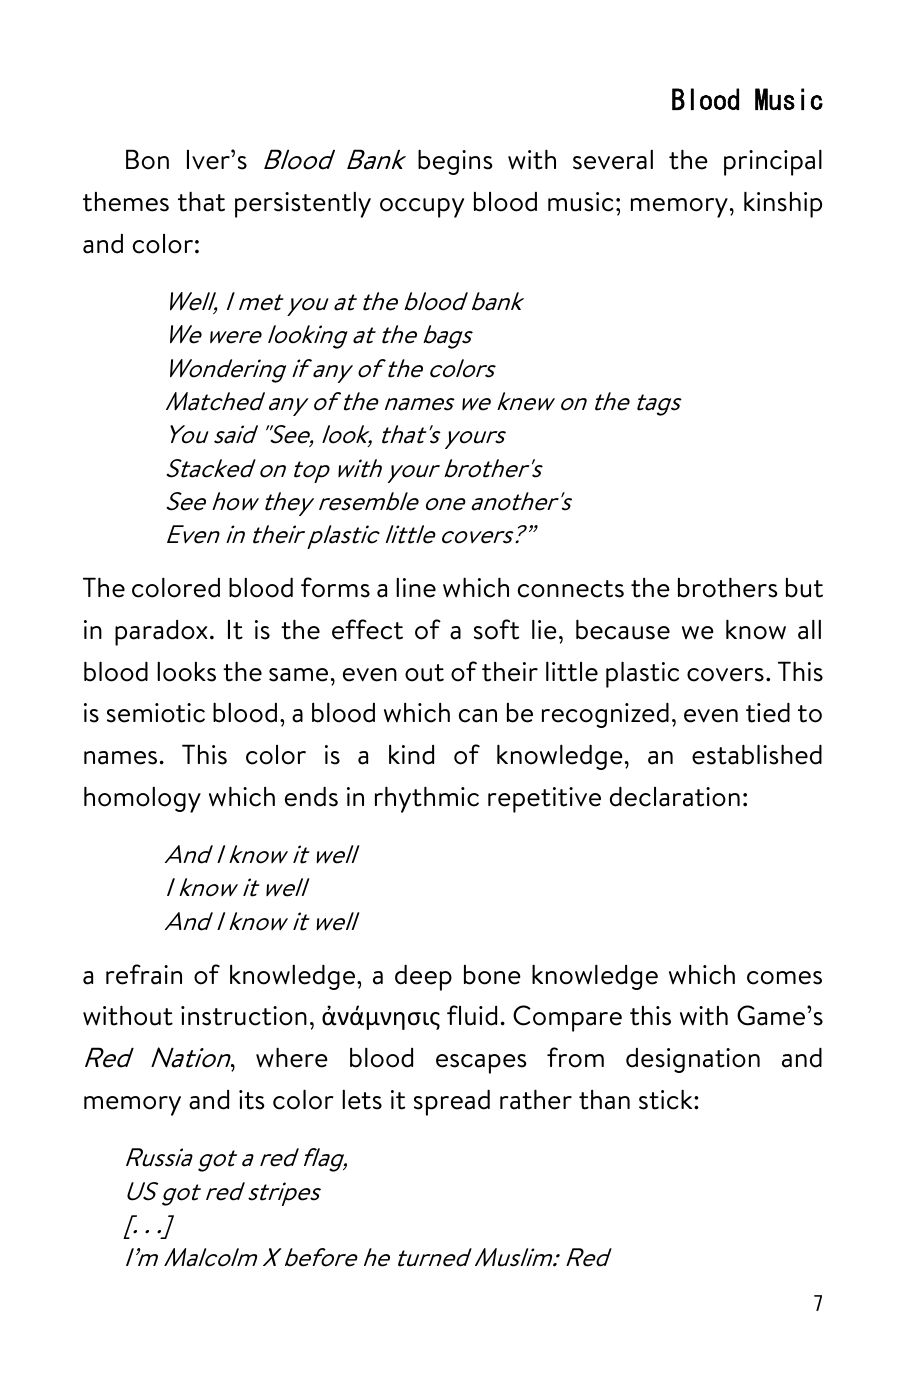 Blood Music
Bon Iver’s Blood Bank begins with several the principal
themes that persistently occupy blood music; memory, kinship
and color:
Well, I met you at the blood bank
We were looking at the bags
Wondering if any of the colors
Matched any of the names we knew on the tags
You said "See, look, that's yours
Stacked on top with your brother's
See how they resemble one another's
Even in their plastic little covers?”
The colored blood forms a line which connects the brothers but
in paradox. It is the effect of a soft lie, because we know all
blood looks the same, even out of their little plastic covers. This
is semiotic blood, a blood which can be recognized, even tied to
names. This color is a kind of knowledge, an established
homology which ends in rhythmic repetitive declaration:
And I know it well
I know it well
And I know it well
a refrain of knowledge, a deep bone knowledge which comes
without instruction, ἀνάμνησις fluid. Compare this with Game’s
Red Nation, where blood escapes from designation and
memory and its color lets it spread rather than stick:
Russia got a red flag,
US got red stripes
[. . .]
I’m Malcolm X before he turned Muslim: Red
7